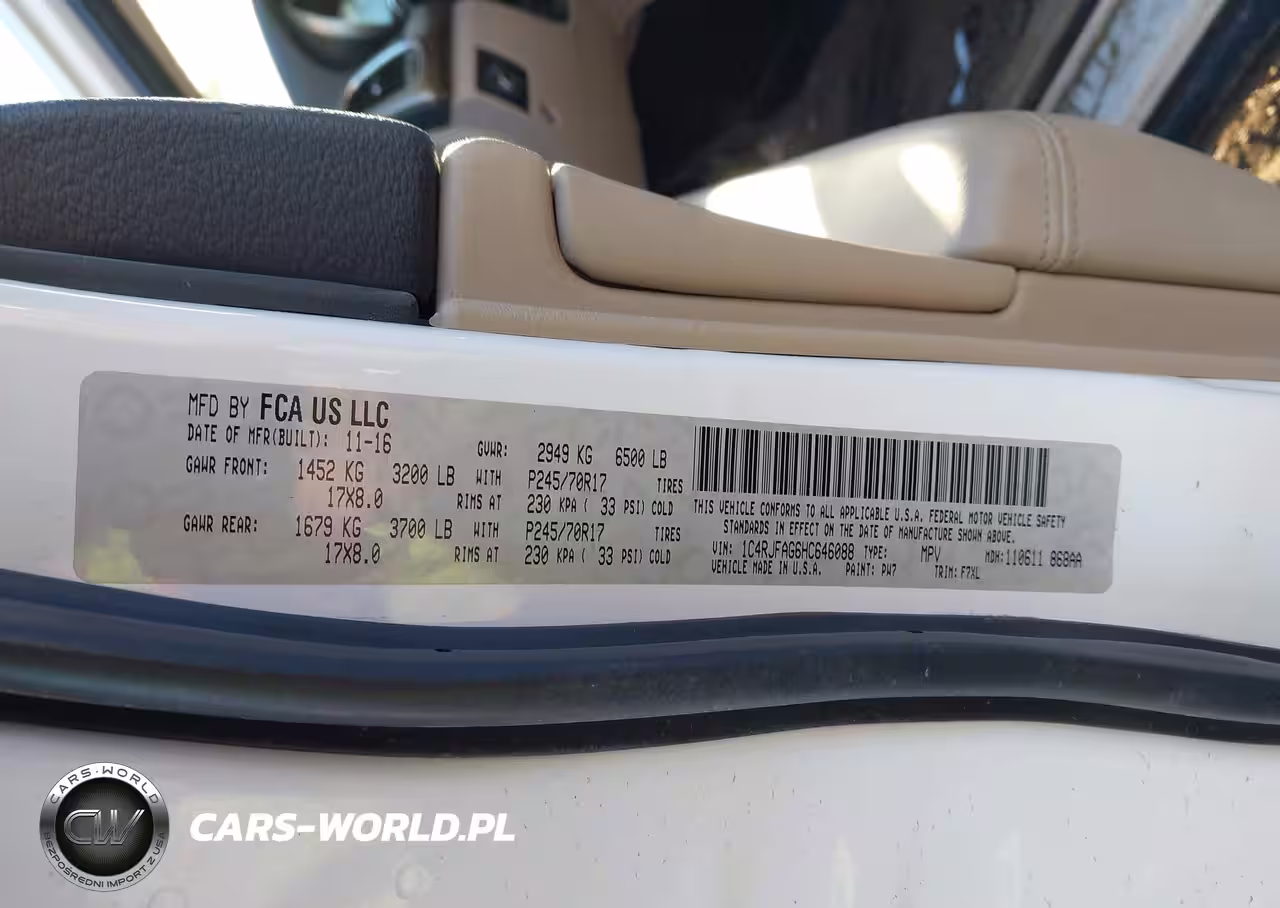 MFD BY FCA US LLC
DATE OF MFR(BUILT): 11-16 GVWR: 2949 KG 6500 LB
GAWR FRONT: 1452 KG 3200 LB WITH P245/70R17 TIRES
17X8.0 RIMS AT 230 KPA ( 33 PSI) COLD
GAWR REAR: 1679 KG 3700 LB WITH P245/70R17 TIRES
17X8.0 RIMS AT 230 KPA ( 33 PSI) COLD
THIS VEHICLE CONFORMS TO ALL APPLICABLE U.S.A. FEDERAL MOTOR VEHICLE SAFETY
STANDARDS IN EFFECT ON THE DATE OF MANUFACTURE SHOWN ABOVE.
VIN: 1C4RJFAG6HC646088 TYPE: MPV MDH:110611 868AA
VEHICLE MADE IN U.S.A. PAINT: PW7 TRIM: F7XL
CARS-WORLD
CW
BEZPOŚREDNI IMPORT Z USA
CARS-WORLD.PL